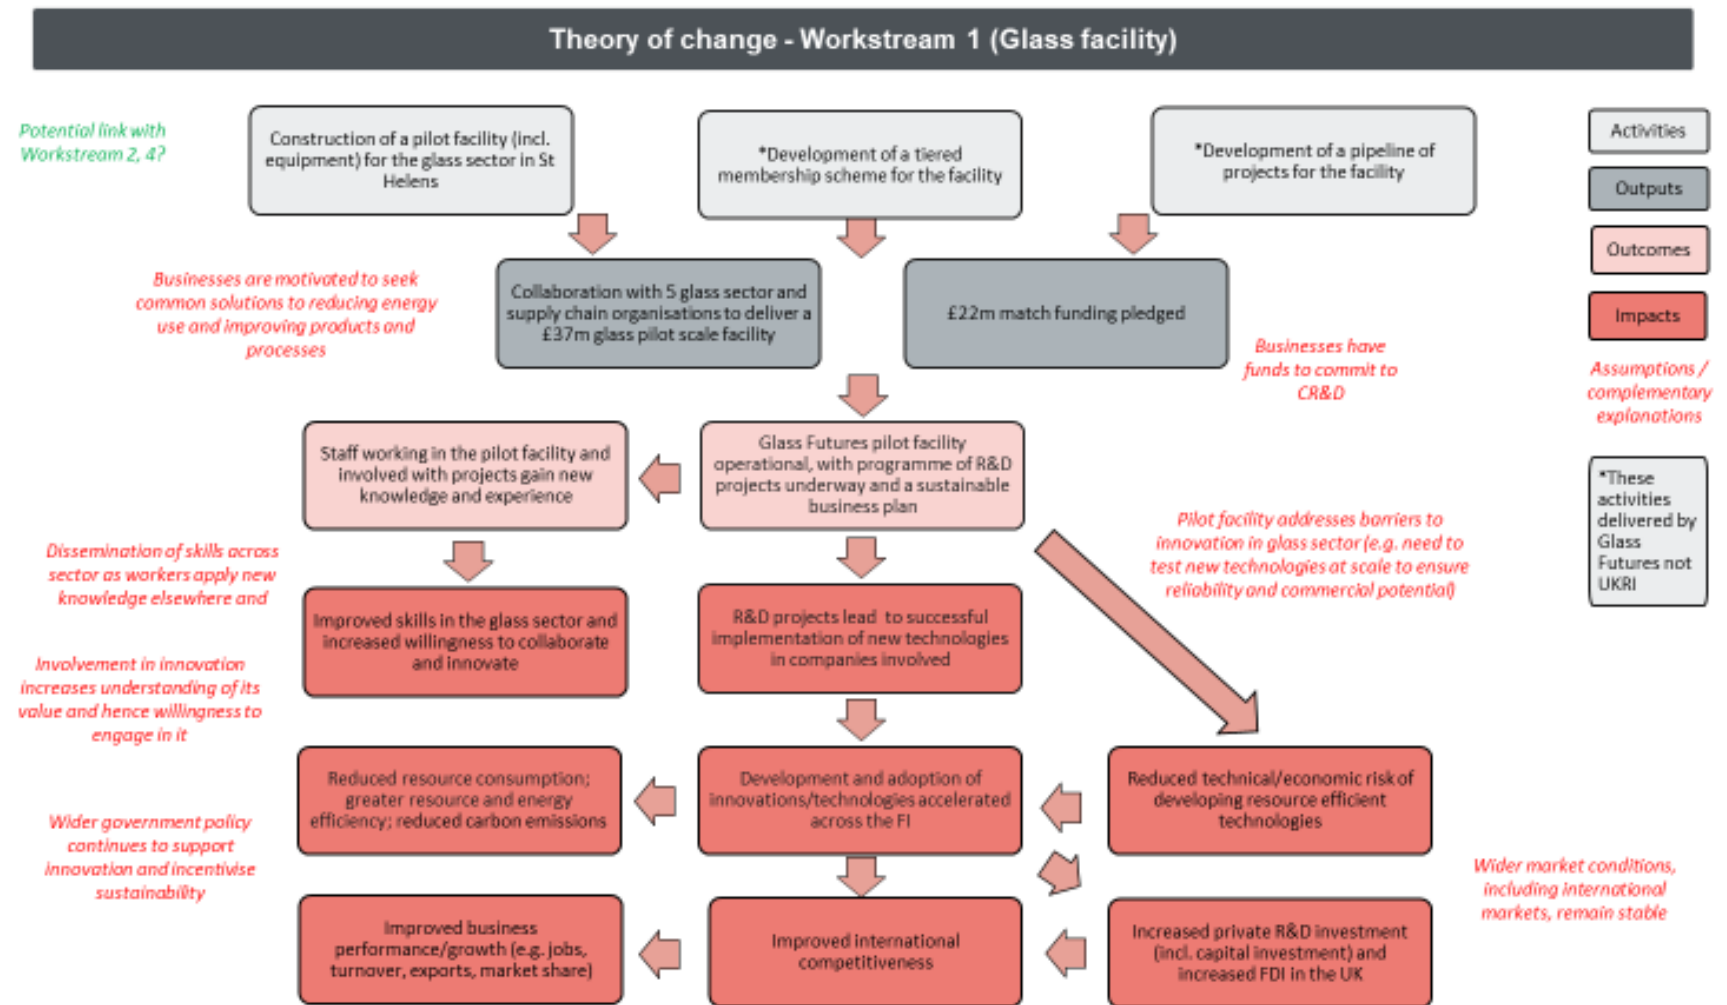 Theory of change - Workstream 1 (Glass facility)
Potential link with
Workstream 2, 4?
Construction of a pilot facility (incl.
equipment) for the glass sector in St
Helens
*Development of a tiered
membership scheme for the facility
*Development of a pipeline of
projects for the facility
Activities
Outputs
Outcomes
Impacts
Assumptions /
complementary
explanations
*These
activities
delivered by
Glass
Futures not
UKRI
Businesses are motivated to seek
common solutions to reducing energy
use and improving products and
processes
Collaboration with 5 glass sector and
supply chain organisations to deliver a
£37m glass pilot scale facility
£22m match funding pledged
Businesses have
funds to commit to
CR&D
Staff working in the pilot facility and
involved with projects gain new
knowledge and experience
Glass Futures pilot facility
operational, with programme of R&D
projects underway and a sustainable
business plan
Pilot facility addresses barriers to
innovation in glass sector (e.g. need to
test new technologies at scale to ensure
reliability and commercial potential)
Dissemination of skills across
sector as workers apply new
knowledge elsewhere and
Improved skills in the glass sector and
increased willingness to collaborate
and innovate
R&D projects lead to successful
implementation of new technologies
in companies involved
Involvement in innovation
increases understanding of its
value and hence willingness to
engage in it
Reduced resource consumption;
greater resource and energy
efficiency; reduced carbon emissions
Development and adoption of
innovations/technologies accelerated
across the FI
Reduced technical/economic risk of
developing resource efficient
technologies
Wider government policy
continues to support
innovation and incentivise
sustainability
Wider market conditions,
including international
markets, remain stable
Improved business
performance/growth (e.g. jobs,
turnover, exports, market share)
Improved international
competitiveness
Increased private R&D investment
(incl. capital investment) and
increased FDI in the UK